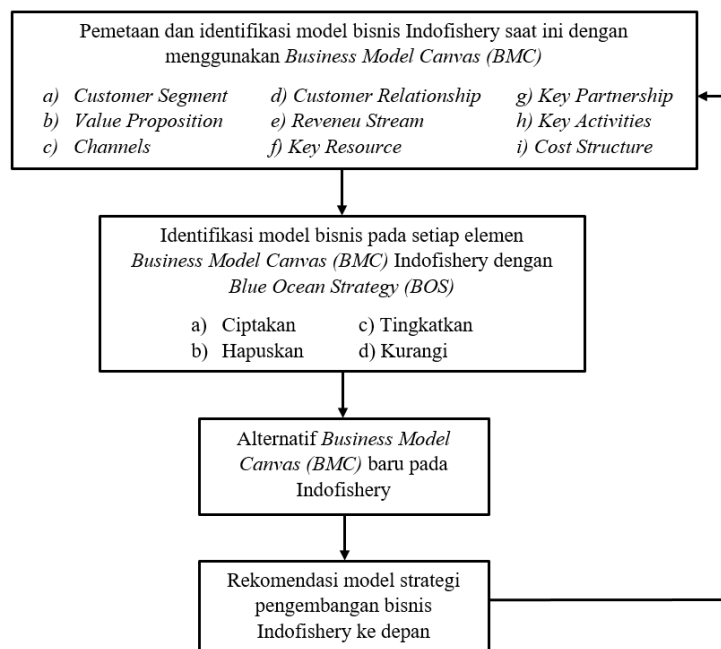 Pemetaan dan identifikasi model bisnis Indofishery saat ini dengan
menggunakan Business Model Canvas (BMC)
a) Customer Segment d) Customer Relationship g) Key Partnership
b) Value Proposition e) Reveneu Stream h) Key Activities
c) Channels f) Key Resource i) Cost Structure
Identifikasi model bisnis pada setiap elemen
Business Model Canvas (BMC) Indofishery dengan
Blue Ocean Strategy (BOS)
a) Ciptakan c) Tingkatkan
b) Hapuskan d) Kurangi
Alternatif Business Model
Canvas (BMC) baru pada
Indofishery
Rekomendasi model strategi
pengembangan bisnis
Indofishery ke depan